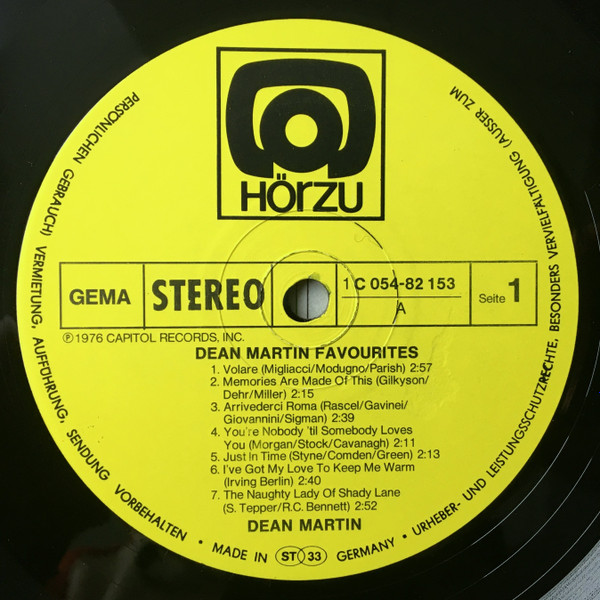 HÖRZU
GEMA
STEREO
1 C 054-82 153
A
Seite 1
Ⓟ 1976 CAPITOL RECORDS, INC.
DEAN MARTIN FAVOURITES
1. Volare (Migliacci/Modugno/Parish) 2:57
2. Memories Are Made Of This (Gilkyson/
Dehr/Miller) 2:15
3. Arrivederci Roma (Rascel/Gavinei/
Giovannini/Sigman) 2:39
4. You're Nobody 'til Somebody Loves
You (Morgan/Stock/Cavanagh) 2:11
5. Just In Time (Styne/Comden/Green) 2:13
6. I've Got My Love To Keep Me Warm
(Irving Berlin) 2:40
7. The Naughty Lady Of Shady Lane
(S. Tepper/R.C. Bennett) 2:52
DEAN MARTIN
• MADE IN ST 33 GERMANY • URHEBER- UND LEISTUNGSSCHUTZRECHTE, BESONDERS VERVIELFÄLTIGUNG (AUSSER ZUM
PERSÖNLICHEN GEBRAUCH) VERMIETUNG, AUFFÜHRUNG, SENDUNG VORBEHALTEN